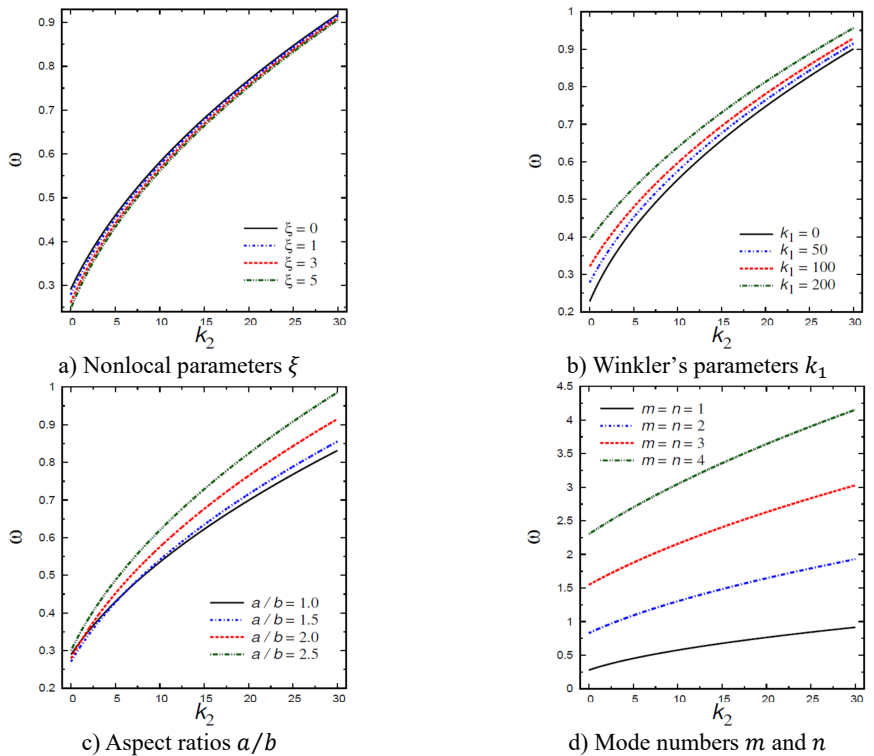 0.9
0.8
0.7
0.6
0.5
0.4
0.3
ω
ξ = 0
ξ = 1
ξ = 3
ξ = 5
0 5 10 15 20 25 30
k₂
a) Nonlocal parameters ξ
1
0.9
0.8
0.7
0.6
0.5
0.4
0.3
0.2
ω
k₁ = 0
k₁ = 50
k₁ = 100
k₁ = 200
0 5 10 15 20 25 30
k₂
b) Winkler's parameters k₁
1
0.9
0.8
0.7
0.6
0.5
0.4
0.3
0.2
ω
a / b = 1.0
a / b = 1.5
a / b = 2.0
a / b = 2.5
0 5 10 15 20 25 30
k₂
c) Aspect ratios a/b
4.5
4
3.5
3
2.5
2
1.5
1
0.5
0
ω
m = n = 1
m = n = 2
m = n = 3
m = n = 4
0 5 10 15 20 25 30
k₂
d) Mode numbers m and n